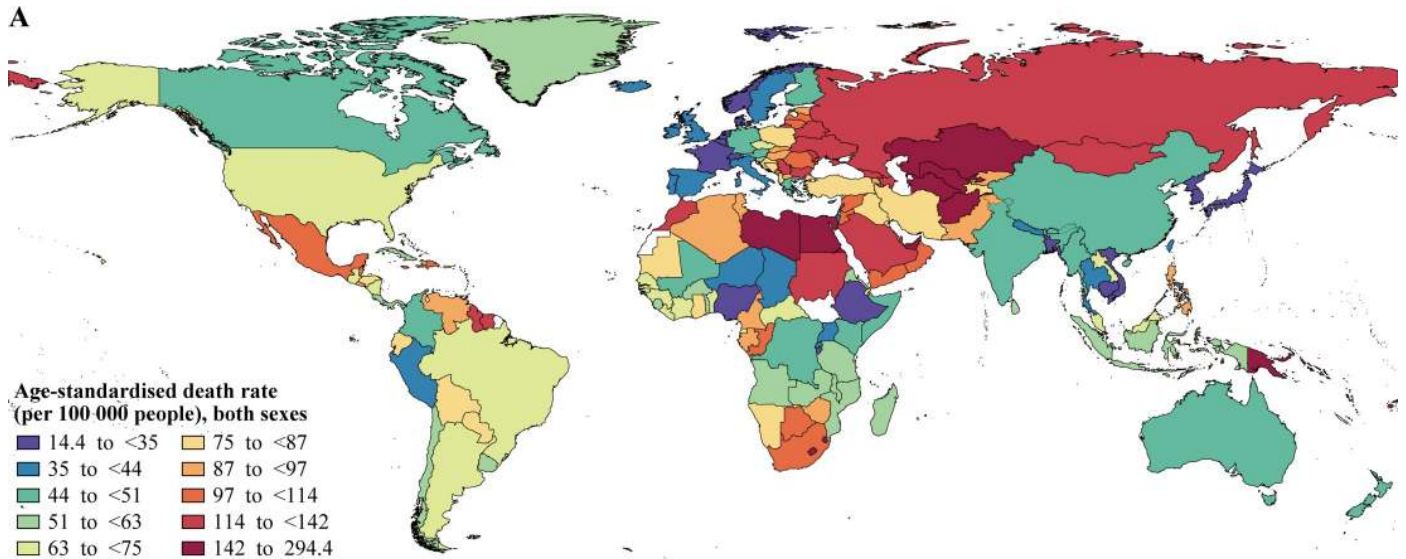 A
Age-standardised death rate
(per 100 000 people), both sexes
14.4 to <35
35 to <44
44 to <51
51 to <63
63 to <75
75 to <87
87 to <97
97 to <114
114 to <142
142 to 294.4